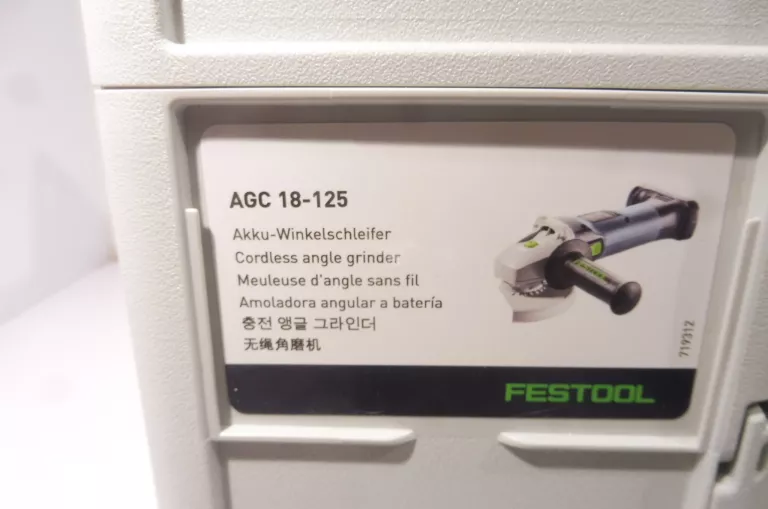 AGC 18-125
Akku-Winkelschleifer
Cordless angle grinder
Meuleuse d'angle sans fil
Amoladora angular a batería
충전 앵글 그라인더
无绳角磨机
719312
FESTOOL